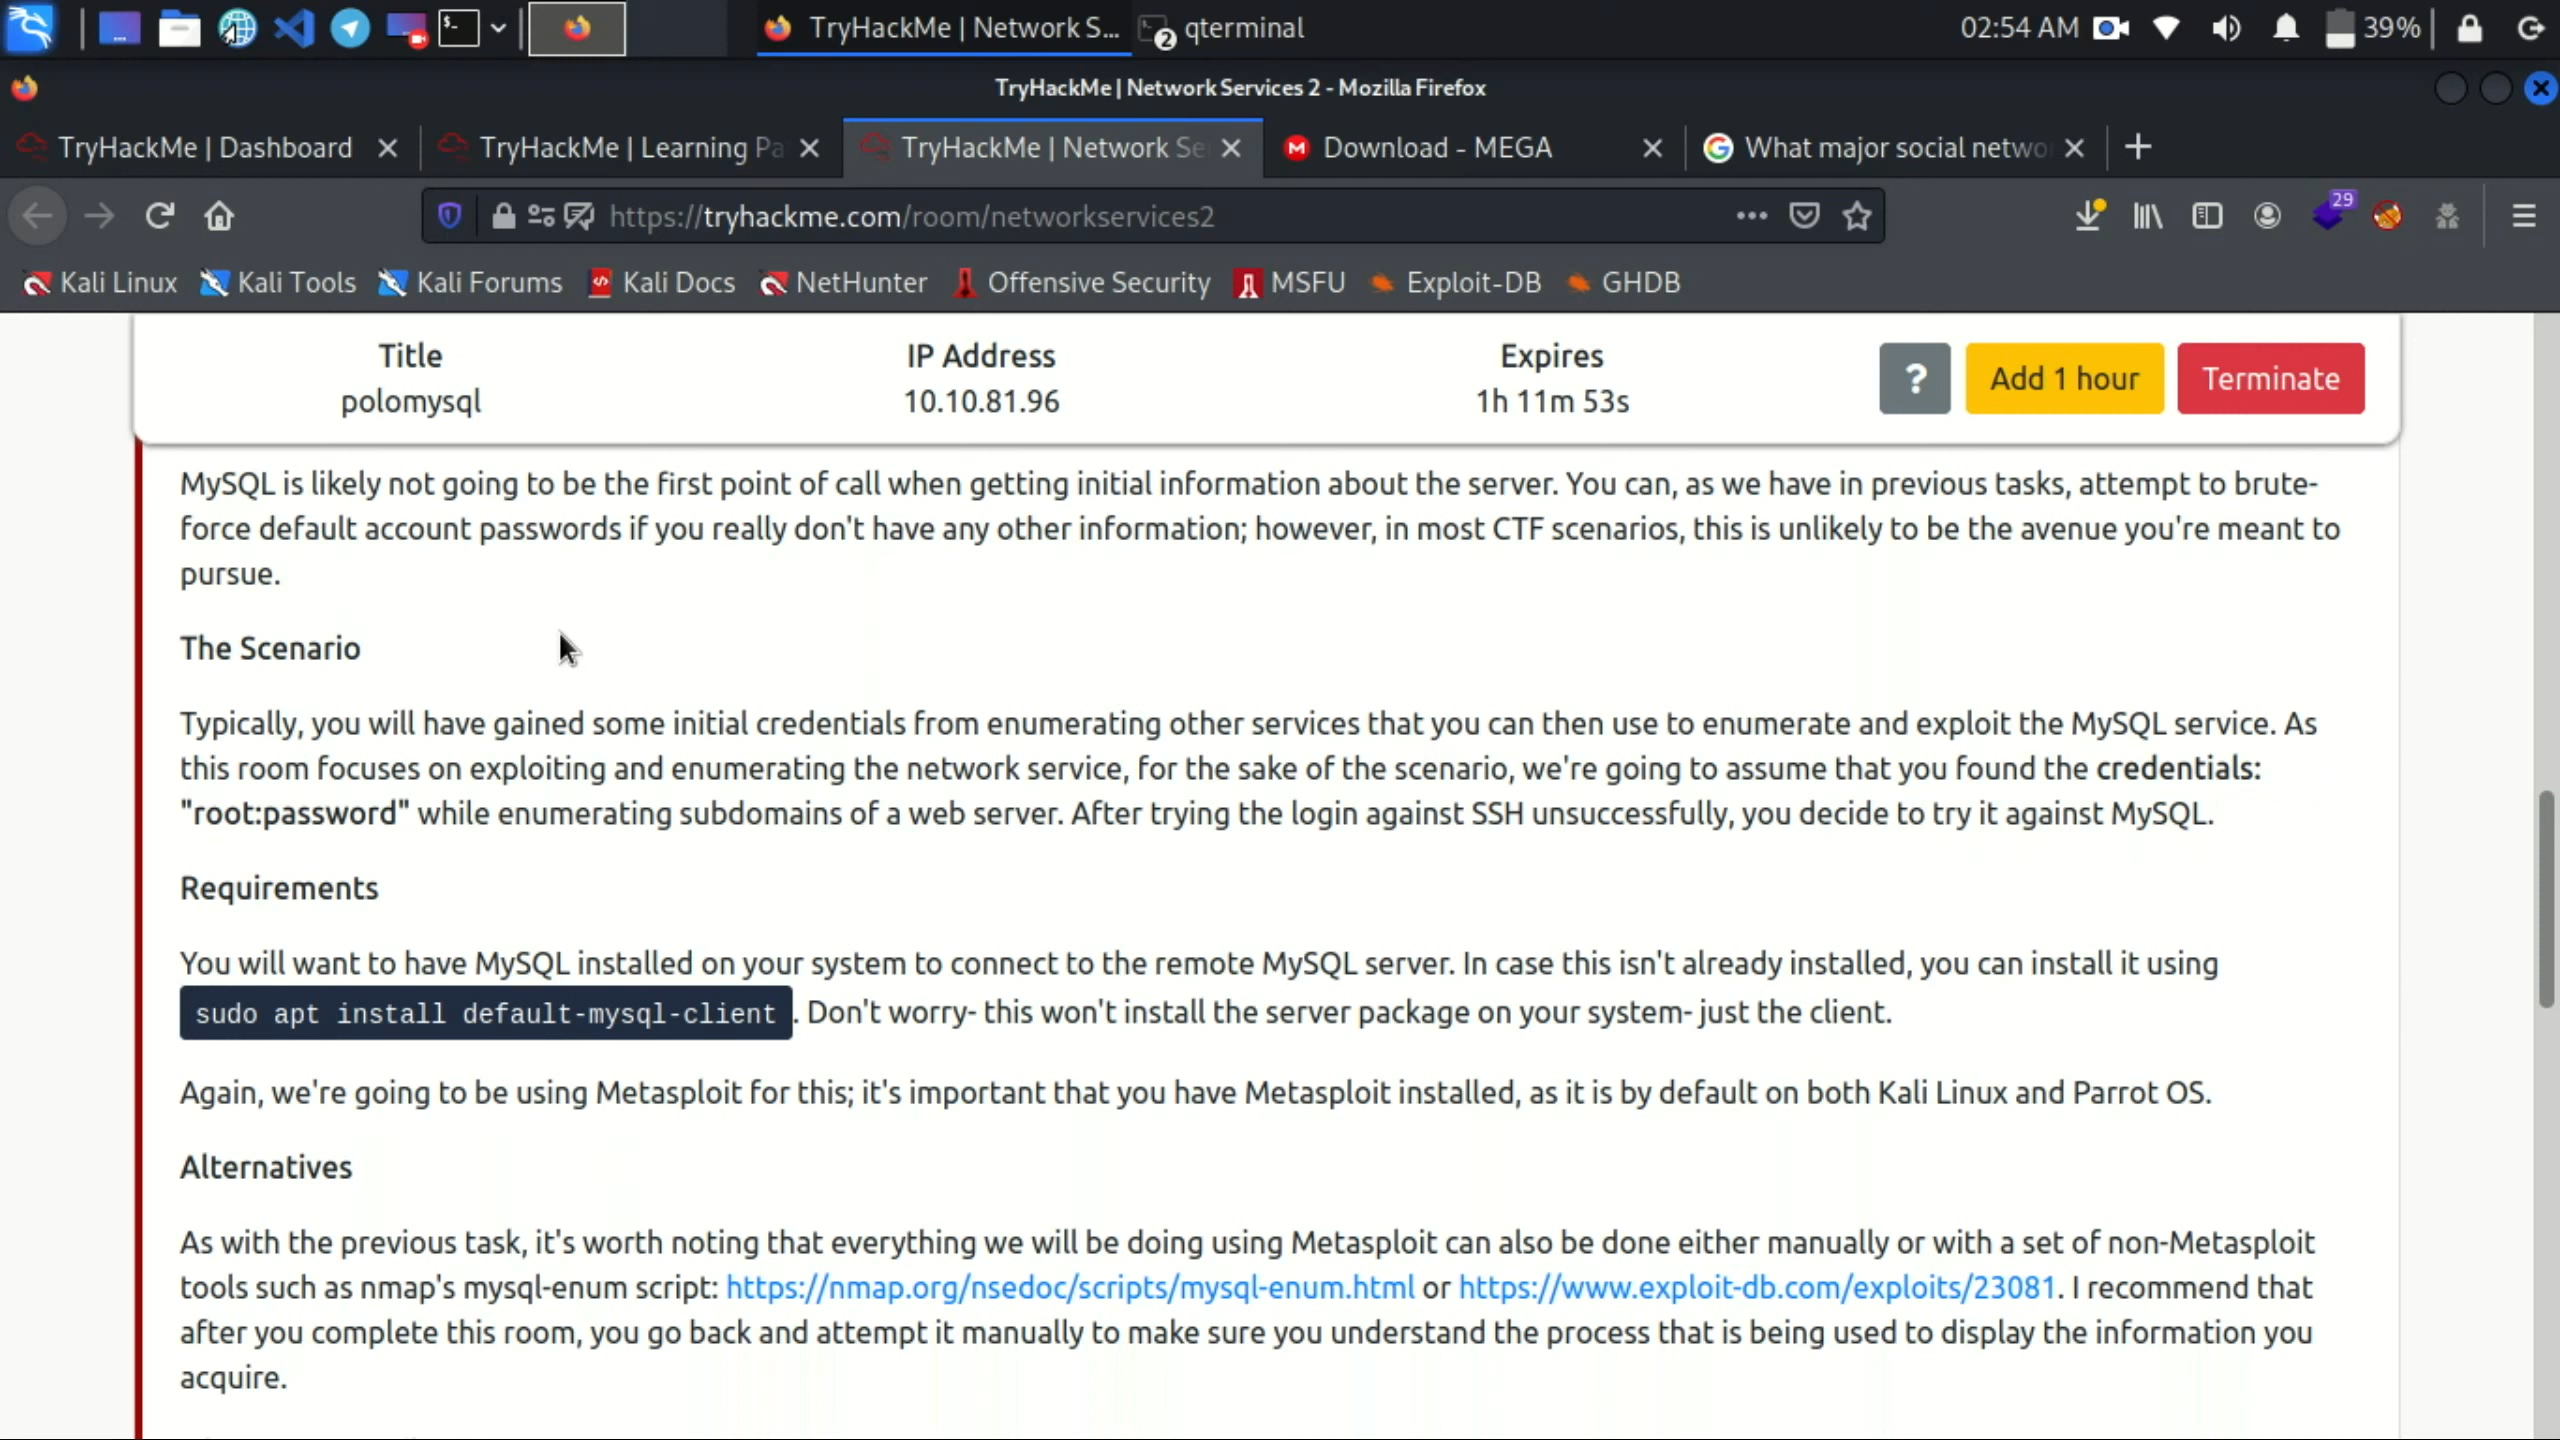 TryHackMe | Network S... 2 qterminal 02:54 AM 39%
TryHackMe | Network Services 2 - Mozilla Firefox
TryHackMe | Dashboard TryHackMe | Learning Pa TryHackMe | Network Se Download - MEGA What major social netwo
https://tryhackme.com/room/networkservices2 29
Kali Linux Kali Tools Kali Forums Kali Docs NetHunter Offensive Security MSFU Exploit-DB GHDB
Title IP Address Expires
polomysql 10.10.81.96 1h 11m 53s ? Add 1 hour Terminate
MySQL is likely not going to be the first point of call when getting initial information about the server. You can, as we have in previous tasks, attempt to brute-
force default account passwords if you really don't have any other information; however, in most CTF scenarios, this is unlikely to be the avenue you're meant to
pursue.
The Scenario
Typically, you will have gained some initial credentials from enumerating other services that you can then use to enumerate and exploit the MySQL service. As
this room focuses on exploiting and enumerating the network service, for the sake of the scenario, we're going to assume that you found the credentials:
"root:password" while enumerating subdomains of a web server. After trying the login against SSH unsuccessfully, you decide to try it against MySQL.
Requirements
You will want to have MySQL installed on your system to connect to the remote MySQL server. In case this isn't already installed, you can install it using
sudo apt install default-mysql-client . Don't worry- this won't install the server package on your system- just the client.
Again, we're going to be using Metasploit for this; it's important that you have Metasploit installed, as it is by default on both Kali Linux and Parrot OS.
Alternatives
As with the previous task, it's worth noting that everything we will be doing using Metasploit can also be done either manually or with a set of non-Metasploit
tools such as nmap's mysql-enum script: https://nmap.org/nsedoc/scripts/mysql-enum.html or https://www.exploit-db.com/exploits/23081. I recommend that
after you complete this room, you go back and attempt it manually to make sure you understand the process that is being used to display the information you
acquire.